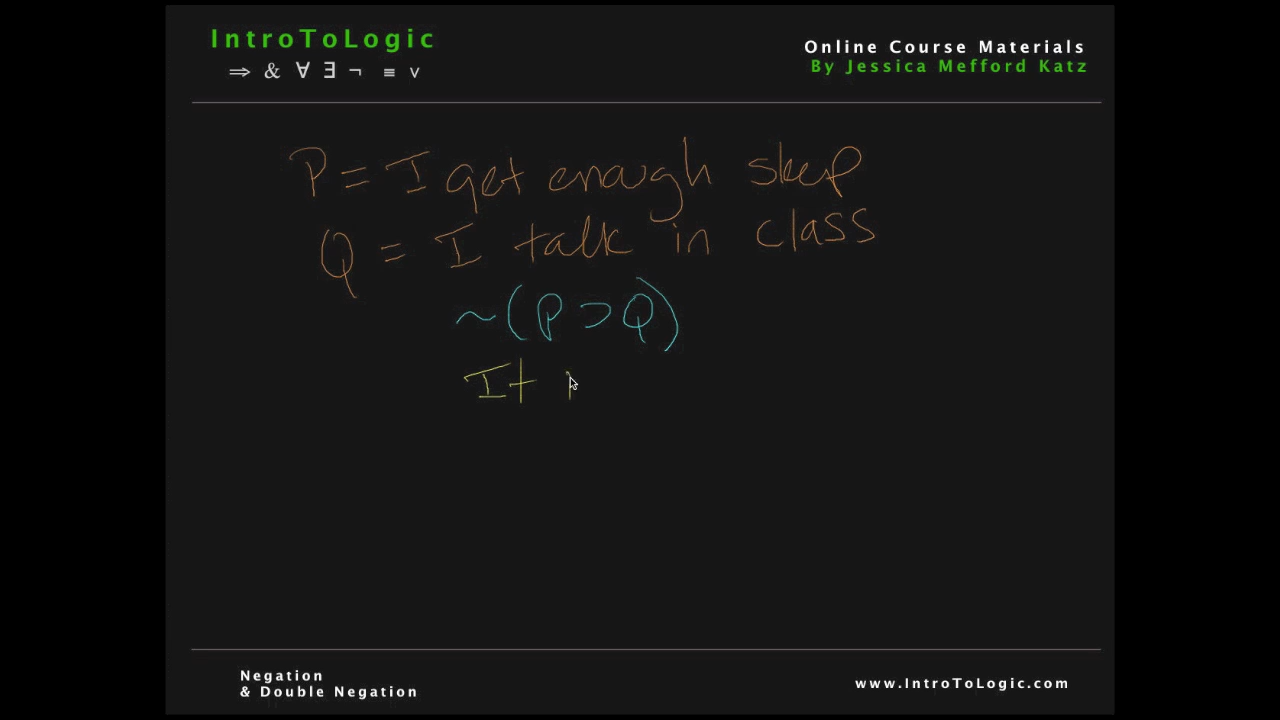 IntroToLogic
⇒ & ∀ ∃ ¬ ≡ ∨
Online Course Materials
By Jessica Mefford Katz
P = I get enough sleep
Q = I talk in class
~(P ⊃ Q)
It
Negation
& Double Negation
www.IntroToLogic.com